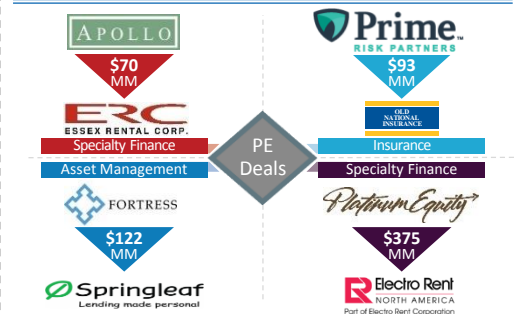 APOLLO
$70
MM
ERC
ESSEX RENTAL CORP.
Specialty Finance
Prime™
RISK PARTNERS
$93
MM
OLD
NATIONAL
INSURANCE
Insurance
PE
Deals
Asset Management
FORTRESS
$122
MM
Springleaf
Lending made personal
Specialty Finance
Platinum Equity
$375
MM
Electro Rent
NORTH AMERICA
Part of Electro Rent Corporation